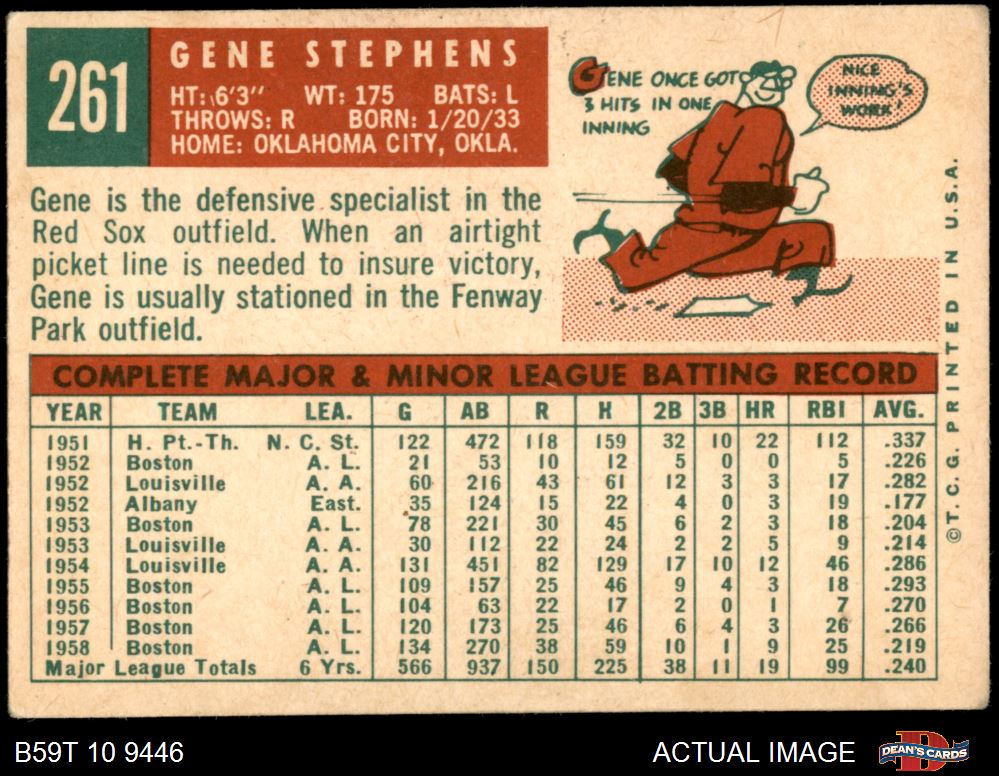 261
GENE STEPHENS
HT: 6'3" WT: 175 BATS: L
THROWS: R BORN: 1/20/33
HOME: OKLAHOMA CITY, OKLA.
GENE ONCE GOT
3 HITS IN ONE
INNING
NICE
INNING'S
WORK!
Gene is the defensive specialist in the
Red Sox outfield. When an airtight
picket line is needed to insure victory,
Gene is usually stationed in the Fenway
Park outfield.
COMPLETE MAJOR & MINOR LEAGUE BATTING RECORD
YEAR TEAM LEA. G AB R H 2B 3B HR RBI AVG.
1951 H. Pt.-Th. N. C. St. 122 472 118 159 32 10 22 112 .337
1952 Boston A. L. 21 53 10 12 5 0 0 5 .226
1952 Louisville A. A. 60 216 43 61 12 3 3 17 .282
1952 Albany East. 35 124 15 22 4 0 3 19 .177
1953 Boston A. L. 78 221 30 45 6 2 3 18 .204
1953 Louisville A. A. 30 112 22 24 2 2 5 9 .214
1954 Louisville A. A. 131 451 82 129 17 10 12 46 .286
1955 Boston A. L. 109 157 25 46 9 4 3 18 .293
1956 Boston A. L. 104 63 22 17 2 0 1 7 .270
1957 Boston A. L. 120 173 25 46 6 4 3 26 .266
1958 Boston A. L. 134 270 38 59 10 1 9 25 .219
Major League Totals 6 Yrs. 566 937 150 225 38 11 19 99 .240
©T.C.G. PRINTED IN U.S.A.
B59T 10 9446
ACTUAL IMAGE
D
DEAN'S CARDS